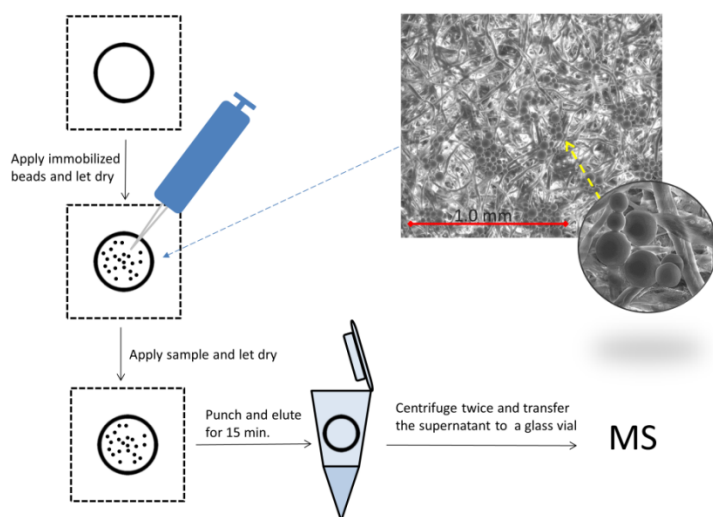 Apply immobilized
beads and let dry
1.0 mm
Apply sample and let dry
Punch and elute
for 15 min.
Centrifuge twice and transfer
the supernatant to a glass vial
MS